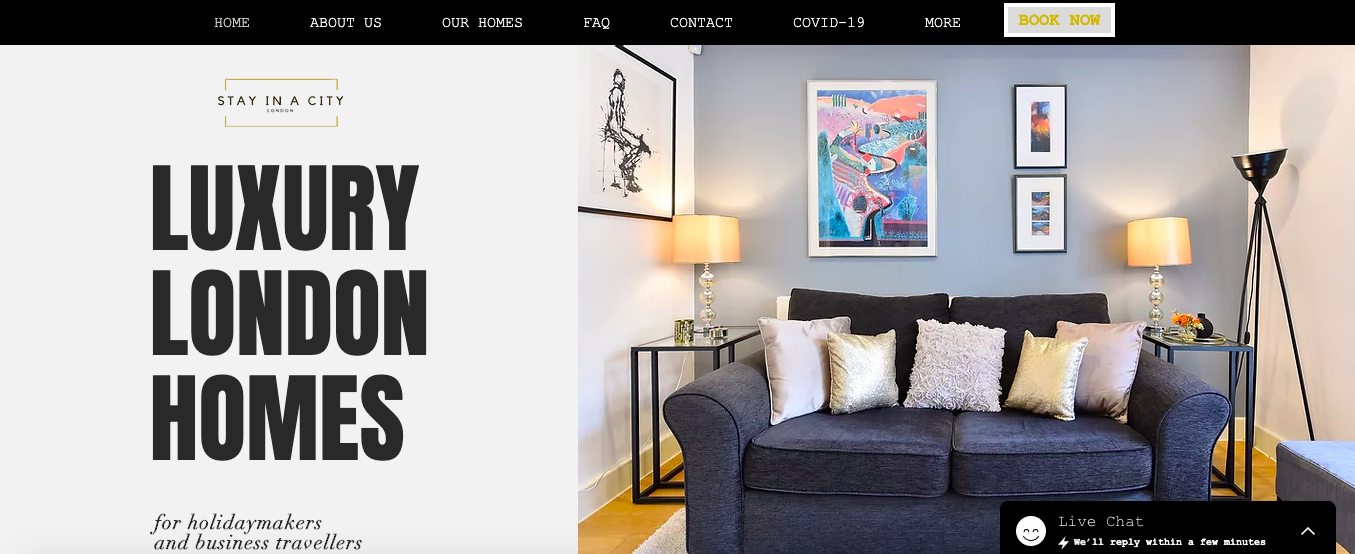 HOME ABOUT US OUR HOMES FAQ CONTACT COVID-19 MORE BOOK NOW
STAY IN A CITY
LONDON
LUXURY
LONDON
HOMES
for holidaymakers
and business travellers
Live Chat
We'll reply within a few minutes